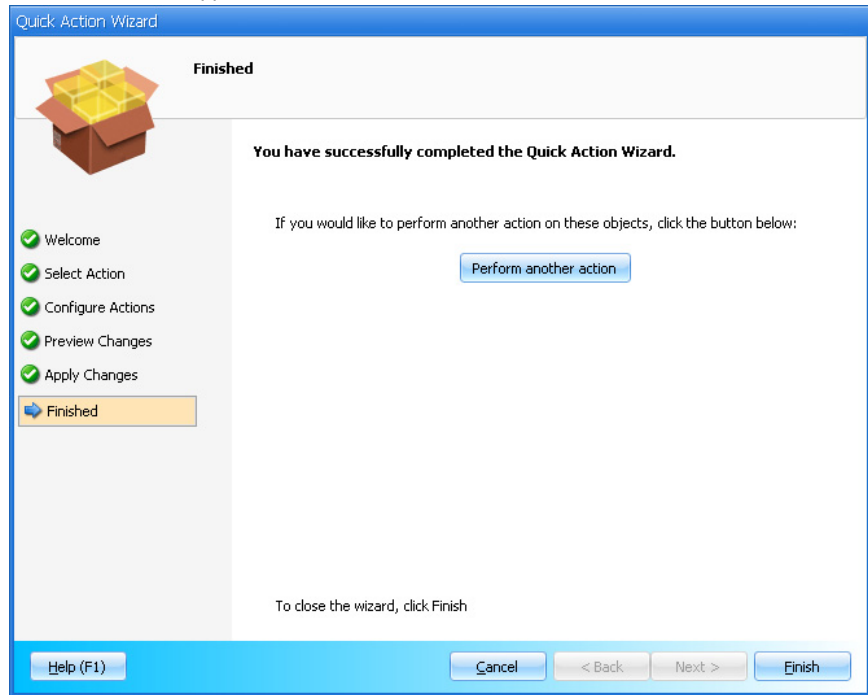 Quick Action Wizard
Finished
You have successfully completed the Quick Action Wizard.
If you would like to perform another action on these objects, click the button below:
Perform another action
Welcome
Select Action
Configure Actions
Preview Changes
Apply Changes
Finished
To close the wizard, click Finish
Help (F1)
Cancel
< Back
Next >
Finish